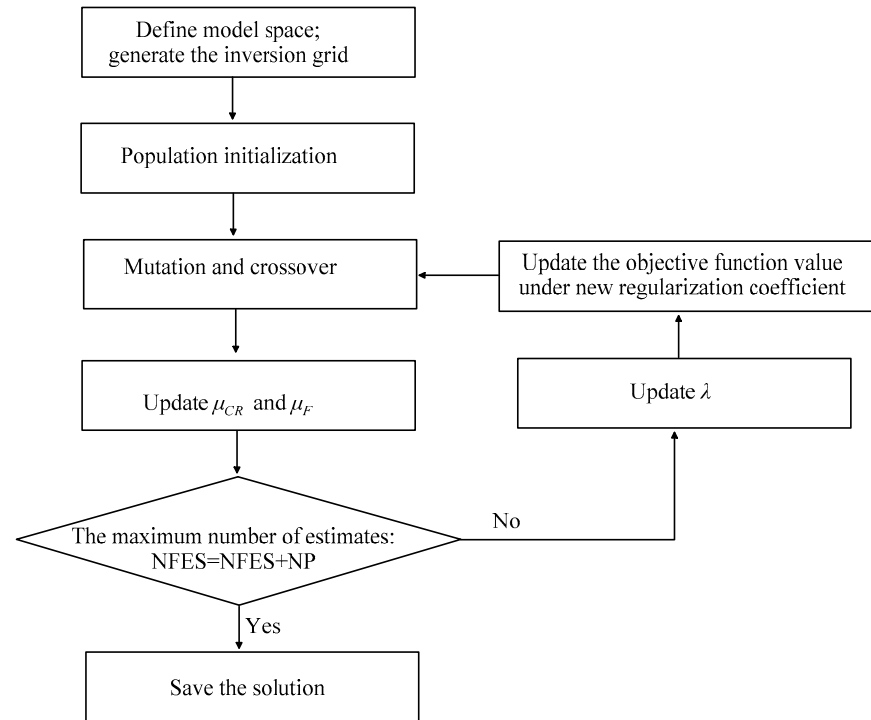 Define model space;
generate the inversion grid
Population initialization
Mutation and crossover
Update the objective function value
under new regularization coefficient
Update μCR and μF
Update λ
The maximum number of estimates:
NFES=NFES+NP
No
Yes
Save the solution